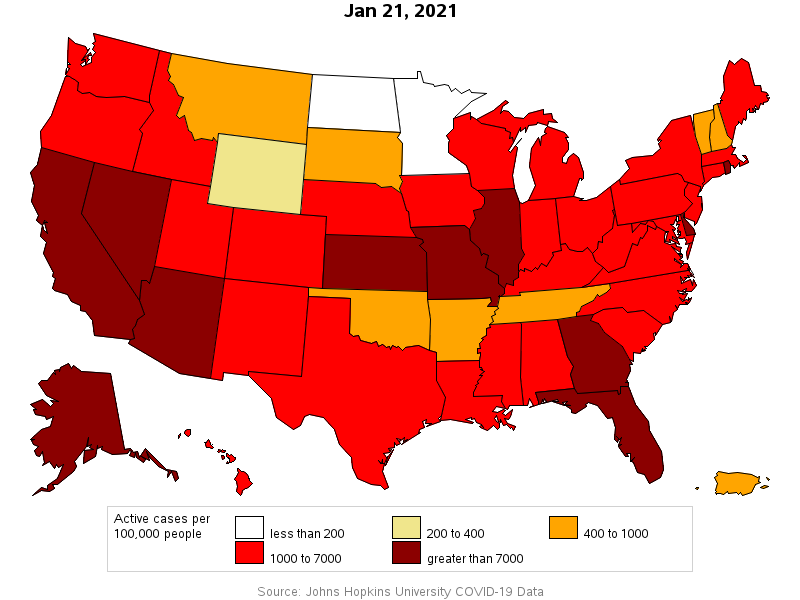 Jan 21, 2021
Active cases per
100,000 people
less than 200
200 to 400
400 to 1000
1000 to 7000
greater than 7000
Source: Johns Hopkins University COVID-19 Data